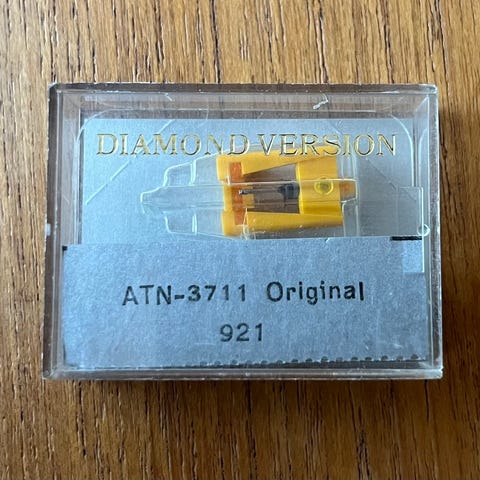 DIAMOND VERSION
ATN-3711 Original
921